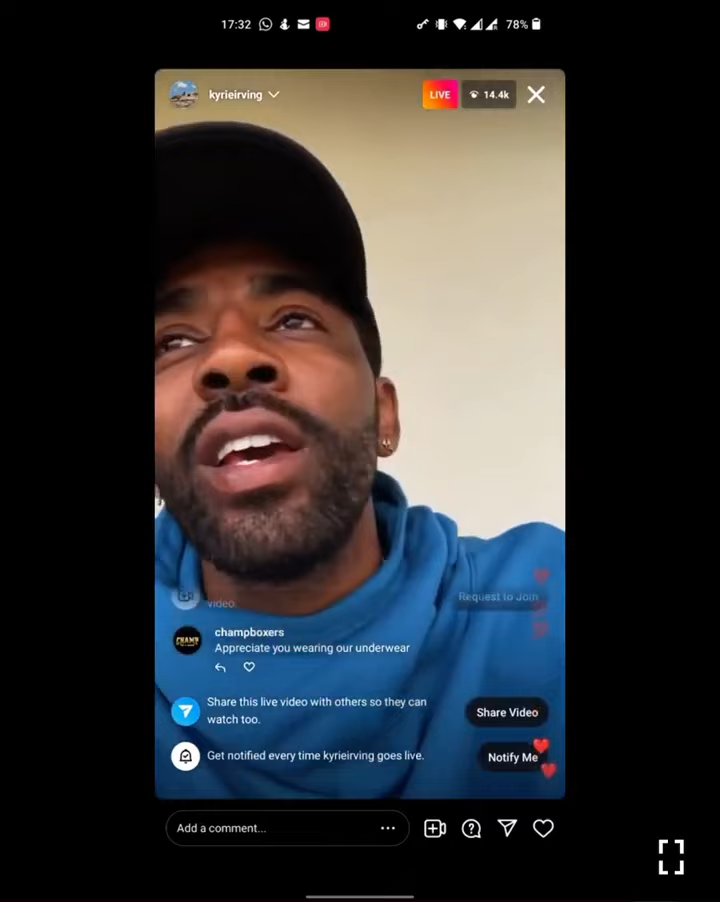 17:32
78%
kyrieirving
LIVE
14.4k
video.
Request to Join
CHAMP
champboxers
Appreciate you wearing our underwear
Share this live video with others so they can
watch too.
Share Video
Get notified every time kyrieirving goes live.
Notify Me
Add a comment...